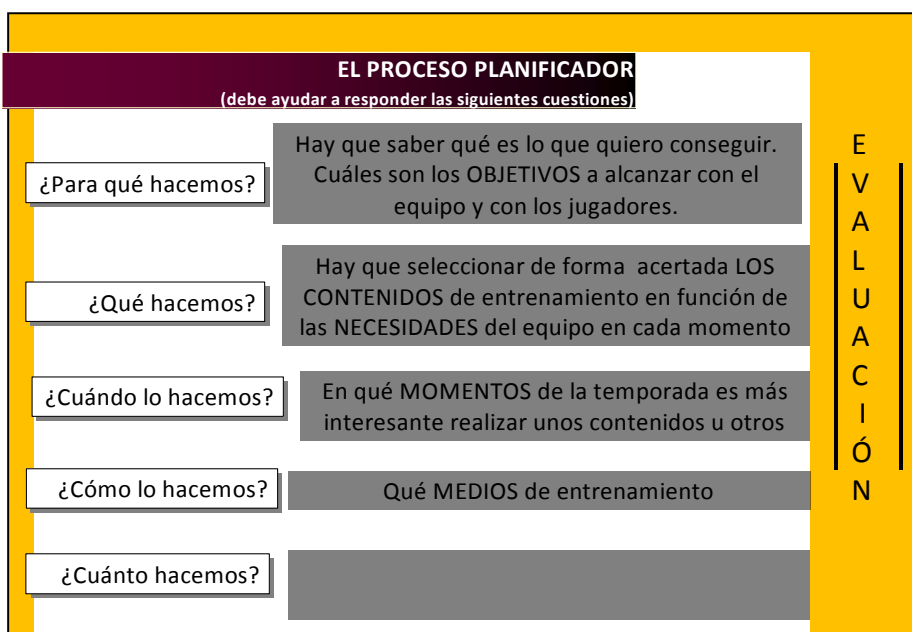 EL PROCESO PLANIFICADOR
(debe ayudar a responder las siguientes cuestiones)
¿Para qué hacemos?
Hay que saber qué es lo que quiero conseguir.
Cuáles son los OBJETIVOS a alcanzar con el
equipo y con los jugadores.
¿Qué hacemos?
Hay que seleccionar de forma acertada LOS
CONTENIDOS de entrenamiento en función de
las NECESIDADES del equipo en cada momento
¿Cuándo lo hacemos?
En qué MOMENTOS de la temporada es más
interesante realizar unos contenidos u otros
¿Cómo lo hacemos?
Qué MEDIOS de entrenamiento
¿Cuánto hacemos?
EVALUACIÓN